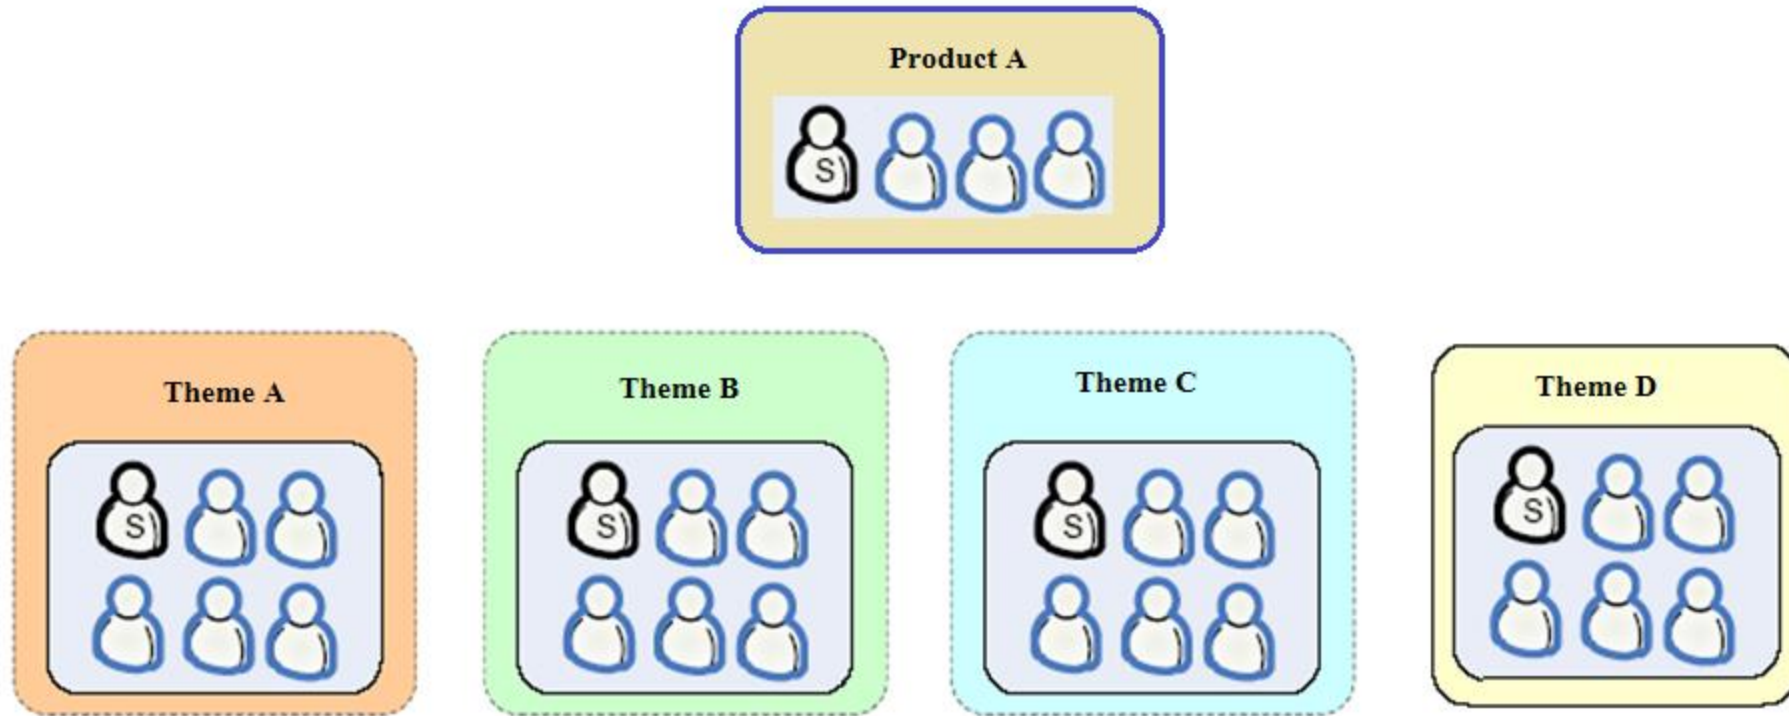 Product A
S
Theme A
Theme B
Theme C
Theme D
S
S
S
S